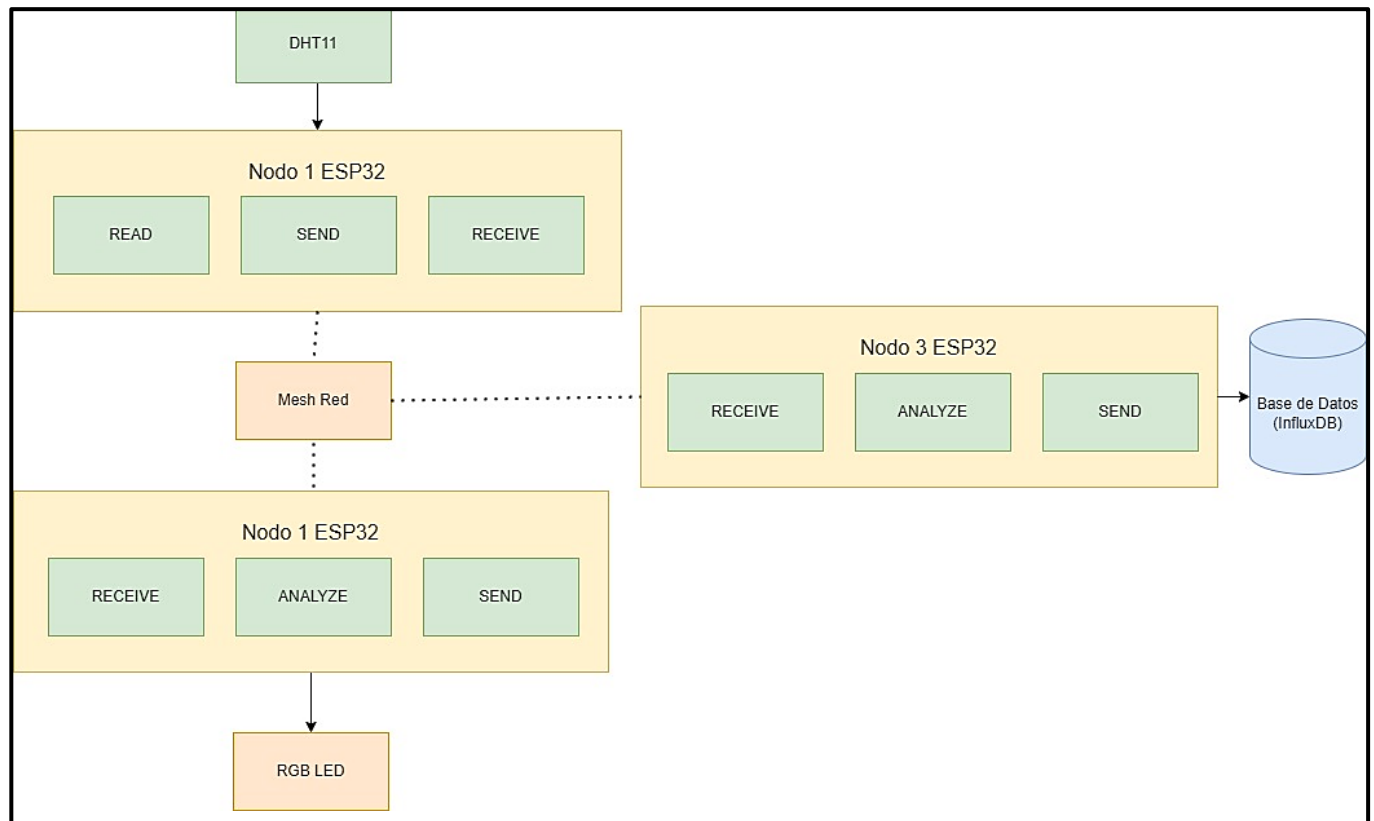 DHT11
Nodo 1 ESP32
READ
SEND
RECEIVE
Mesh Red
Nodo 3 ESP32
RECEIVE
ANALYZE
SEND
Base de Datos
(InfluxDB)
Nodo 1 ESP32
RECEIVE
ANALYZE
SEND
RGB LED